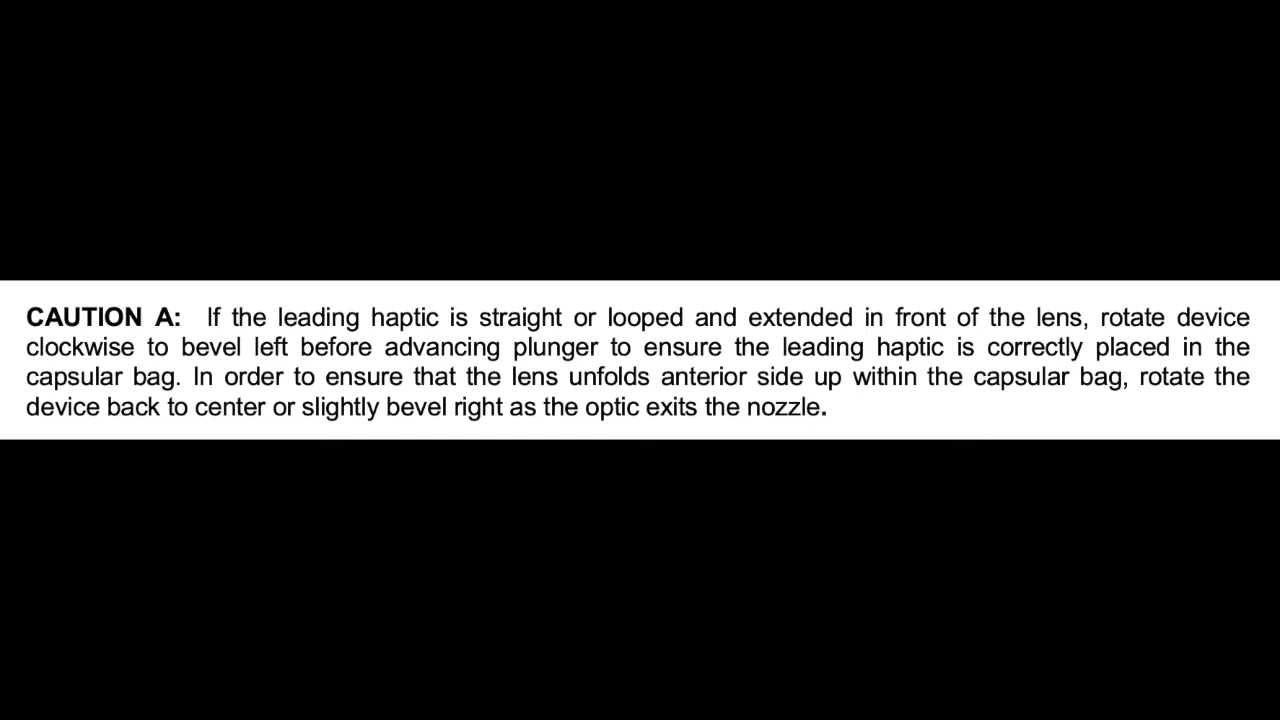 CAUTION A: If the leading haptic is straight or looped and extended in front of the lens, rotate device
clockwise to bevel left before advancing plunger to ensure the leading haptic is correctly placed in the
capsular bag. In order to ensure that the lens unfolds anterior side up within the capsular bag, rotate the
device back to center or slightly bevel right as the optic exits the nozzle.